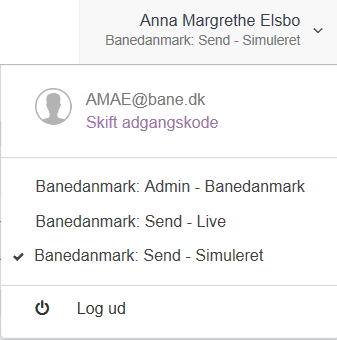 Anna Margrethe Elsbo
Banedanmark: Send - Simuleret
AMAE@bane.dk
Skift adgangskode
Banedanmark: Admin - Banedanmark
Banedanmark: Send - Live
Banedanmark: Send - Simuleret
Log ud